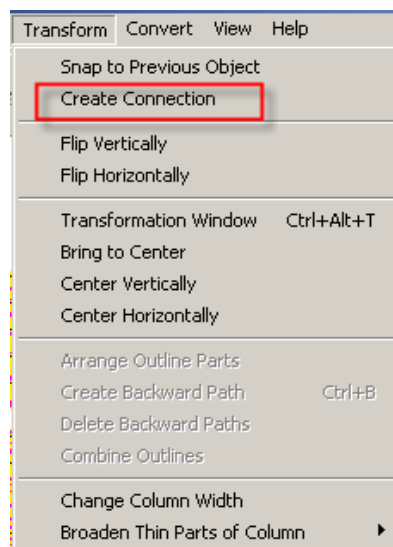 Transform Convert View Help
Snap to Previous Object
Create Connection
Flip Vertically
Flip Horizontally
Transformation Window Ctrl+Alt+T
Bring to Center
Center Vertically
Center Horizontally
Arrange Outline Parts
Create Backward Path Ctrl+B
Delete Backward Paths
Combine Outlines
Change Column Width
Broaden Thin Parts of Column